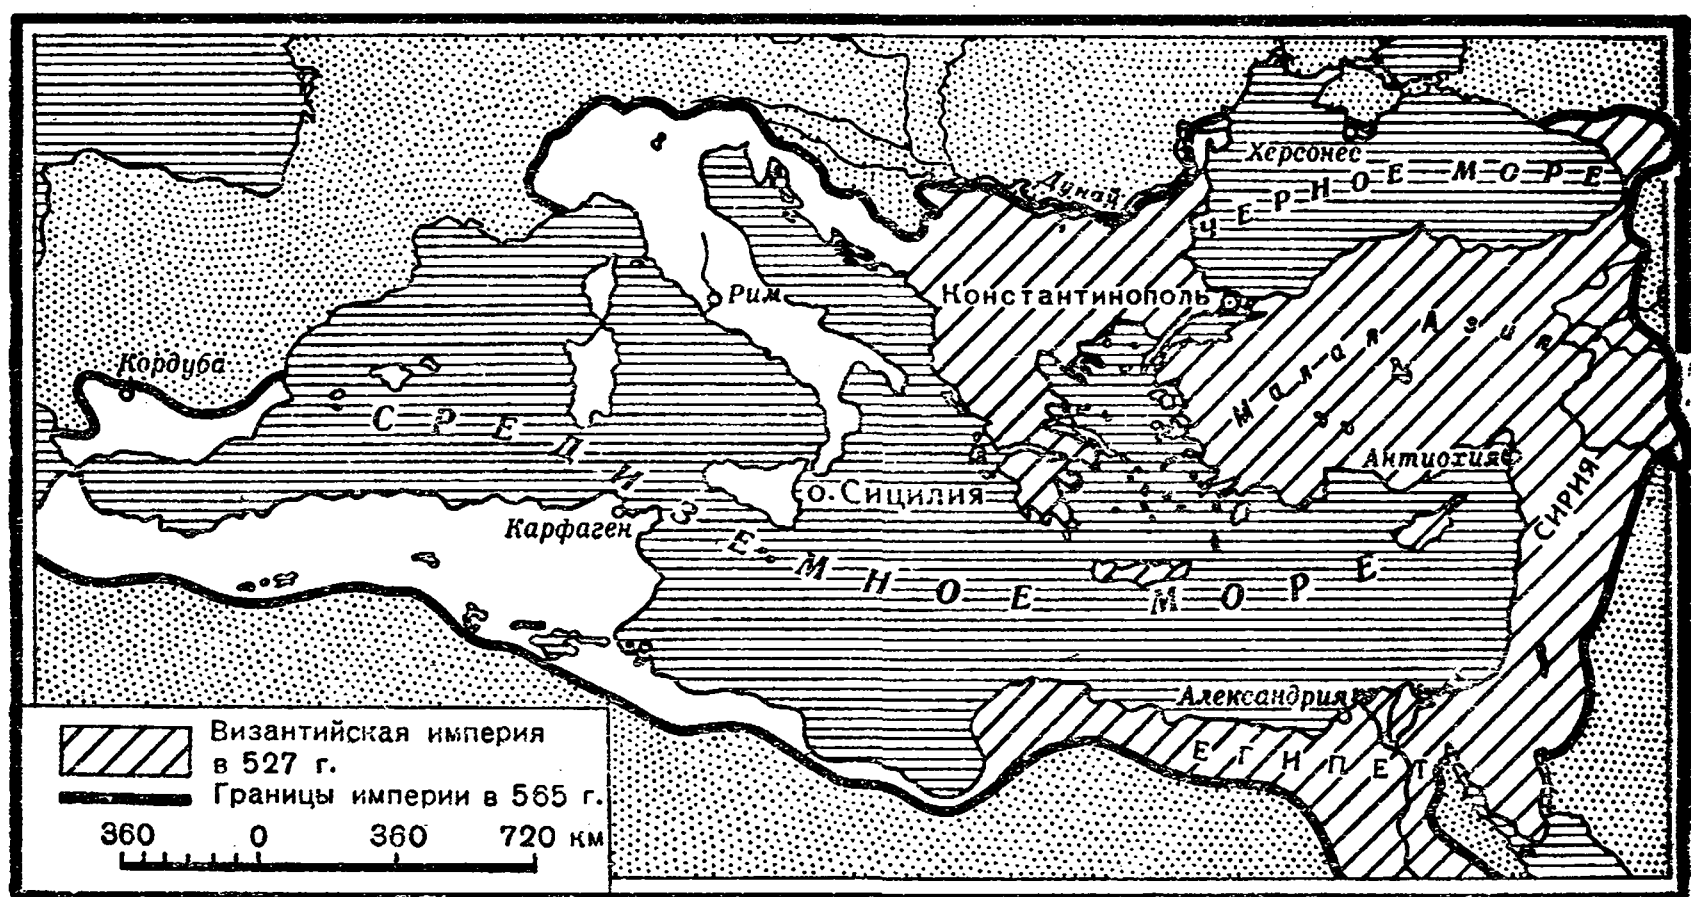 Херсонес
ЧЕРНОЕ МОРЕ
Дунай
Рим
Константинополь
Малая Азия
Кордуба
СРЕДИЗЕМНОЕ МОРЕ
Антиохия
о. Сицилия
СИРИЯ
Карфаген
Александрия
ЕГИПЕТ
Византийская империя
в 527 г.
Границы империи в 565 г.
360 0 360 720 км